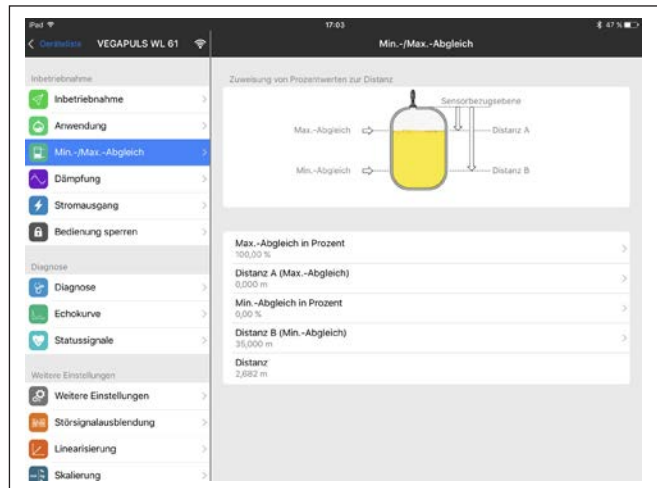 iPad
17:03
47 %
Geräteliste
VEGAPULS WL 61
Min.-/Max.-Abgleich
Inbetriebnahme
Inbetriebnahme
Anwendung
Min.-/Max.-Abgleich
Dämpfung
Stromausgang
Bedienung sperren
Diagnose
Diagnose
Echokurve
Statussignale
Weitere Einstellungen
Weitere Einstellungen
Störsignalausblendung
Linearisierung
Skalierung
Zuweisung von Prozentwerten zur Distanz
Sensorbezugsebene
Max.-Abgleich
Distanz A
Min.-Abgleich
Distanz B
Max.-Abgleich in Prozent
100,00 %
Distanz A (Max.-Abgleich)
0,000 m
Min.-Abgleich in Prozent
0,00 %
Distanz B (Min.-Abgleich)
35,000 m
Distanz
2,682 m